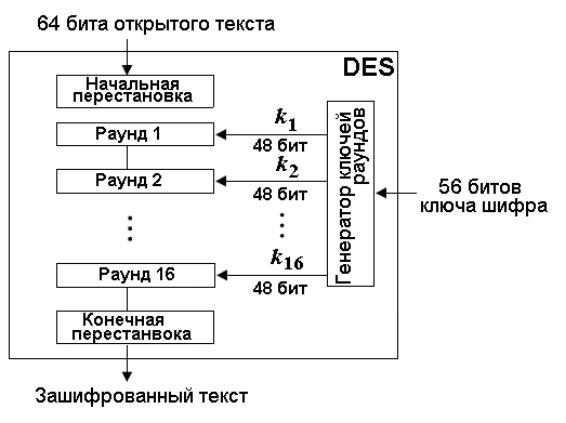 64 бита открытого текста
DES
Начальная
перестановка
k1
Раунд 1
48 бит
k2
Раунд 2
48 бит
Генератор ключей
раундов
56 битов
ключа шифра
k16
Раунд 16
48 бит
Конечная
перестанвока
Зашифрованный текст